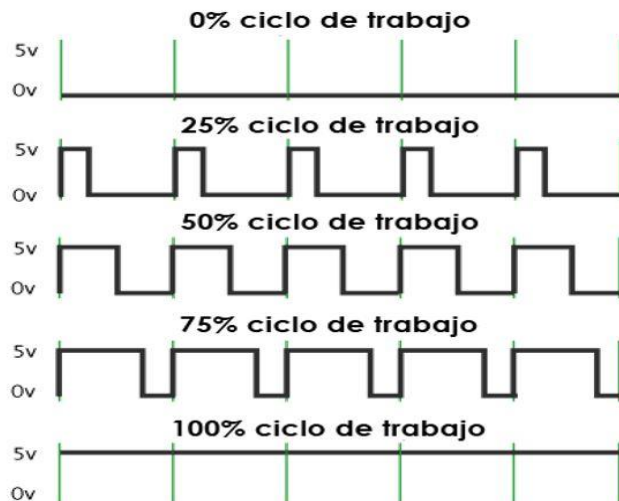 0% ciclo de trabajo
5v
0v
25% ciclo de trabajo
5v
0v
50% ciclo de trabajo
5v
0v
75% ciclo de trabajo
5v
0v
100% ciclo de trabajo
5v
0v